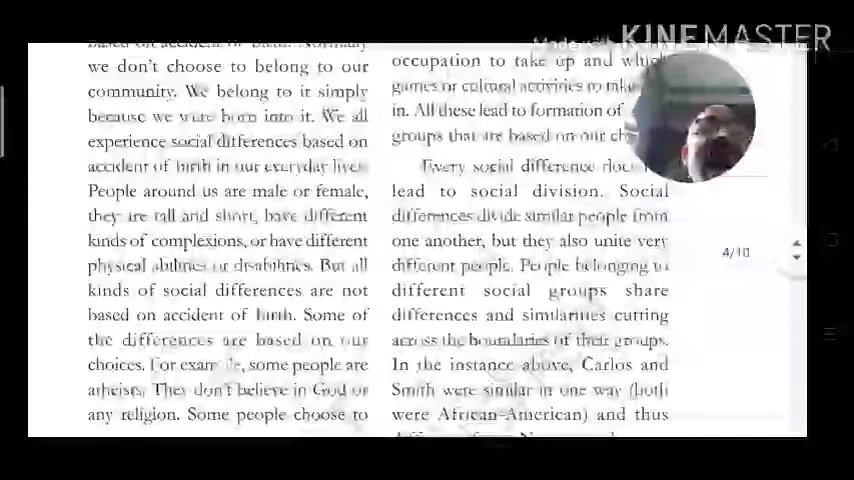 Made with KINEMASTER
we don't choose to belong to our
community. We belong to it simply
because we were born into it. We all
experience social differences based on
accident of birth in our everyday lives.
People around us are male or female,
they are tall and short, have different
kinds of complexions, or have different
physical abilities or disabilities. But all
kinds of social differences are not
based on accident of birth. Some of
the differences are based on our
choices. For example, some people are
atheists. They don't believe in God or
any religion. Some people choose to
occupation to take up and which
games or cultural activities to take
in. All these lead to formation of
groups that are based on our
Every social difference
lead to social division. Social
differences divide similar people from
one another, but they also unite very
different people. People belonging to
different social groups share
differences and similarities cutting
across the boundaries of their groups.
In the instance above, Carlos and
Smith were similar in one way (both
were African-American) and thus
4/10